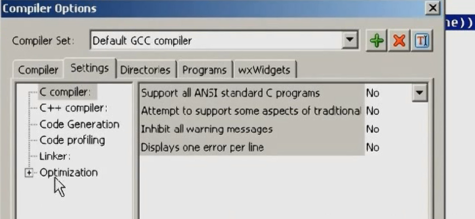 Compiler Options
ne))
Compiler Set: Default GCC compiler
Compiler Settings Directories Programs wxWidgets
C compiler: Support all ANSI standard C programs No
C++ compiler: Attempt to support some aspects of traditional No
Code Generation Inhibit all warning messages No
Code profiling Displays one error per line No
Linker:
Optimization